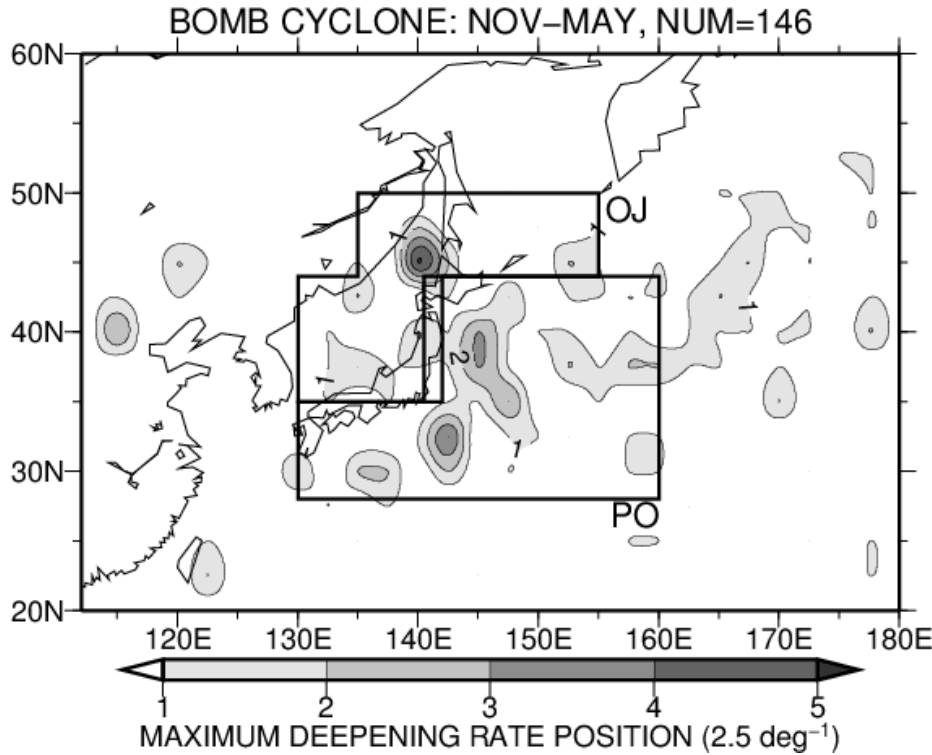 BOMB CYCLONE: NOV−MAY, NUM=146
60N
50N
OJ
1
1
40N
1
2
1
1
30N
PO
20N
120E 130E 140E 150E 160E 170E 180E
1 2 3 4 5
MAXIMUM DEEPENING RATE POSITION (2.5 deg⁻¹)